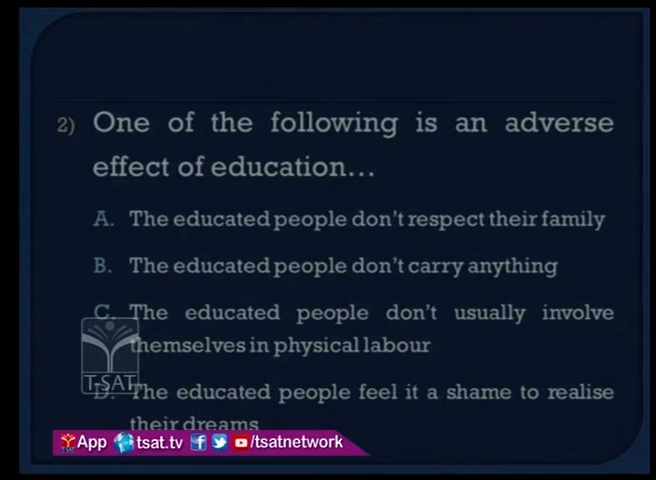 2) One of the following is an adverse
effect of education...
A. The educated people don't respect their family
B. The educated people don't carry anything
C. The educated people don't usually involve
themselves in physical labour
T-SAT
D. The educated people feel it a shame to realise
their dreams
App tsat.tv /tsatnetwork